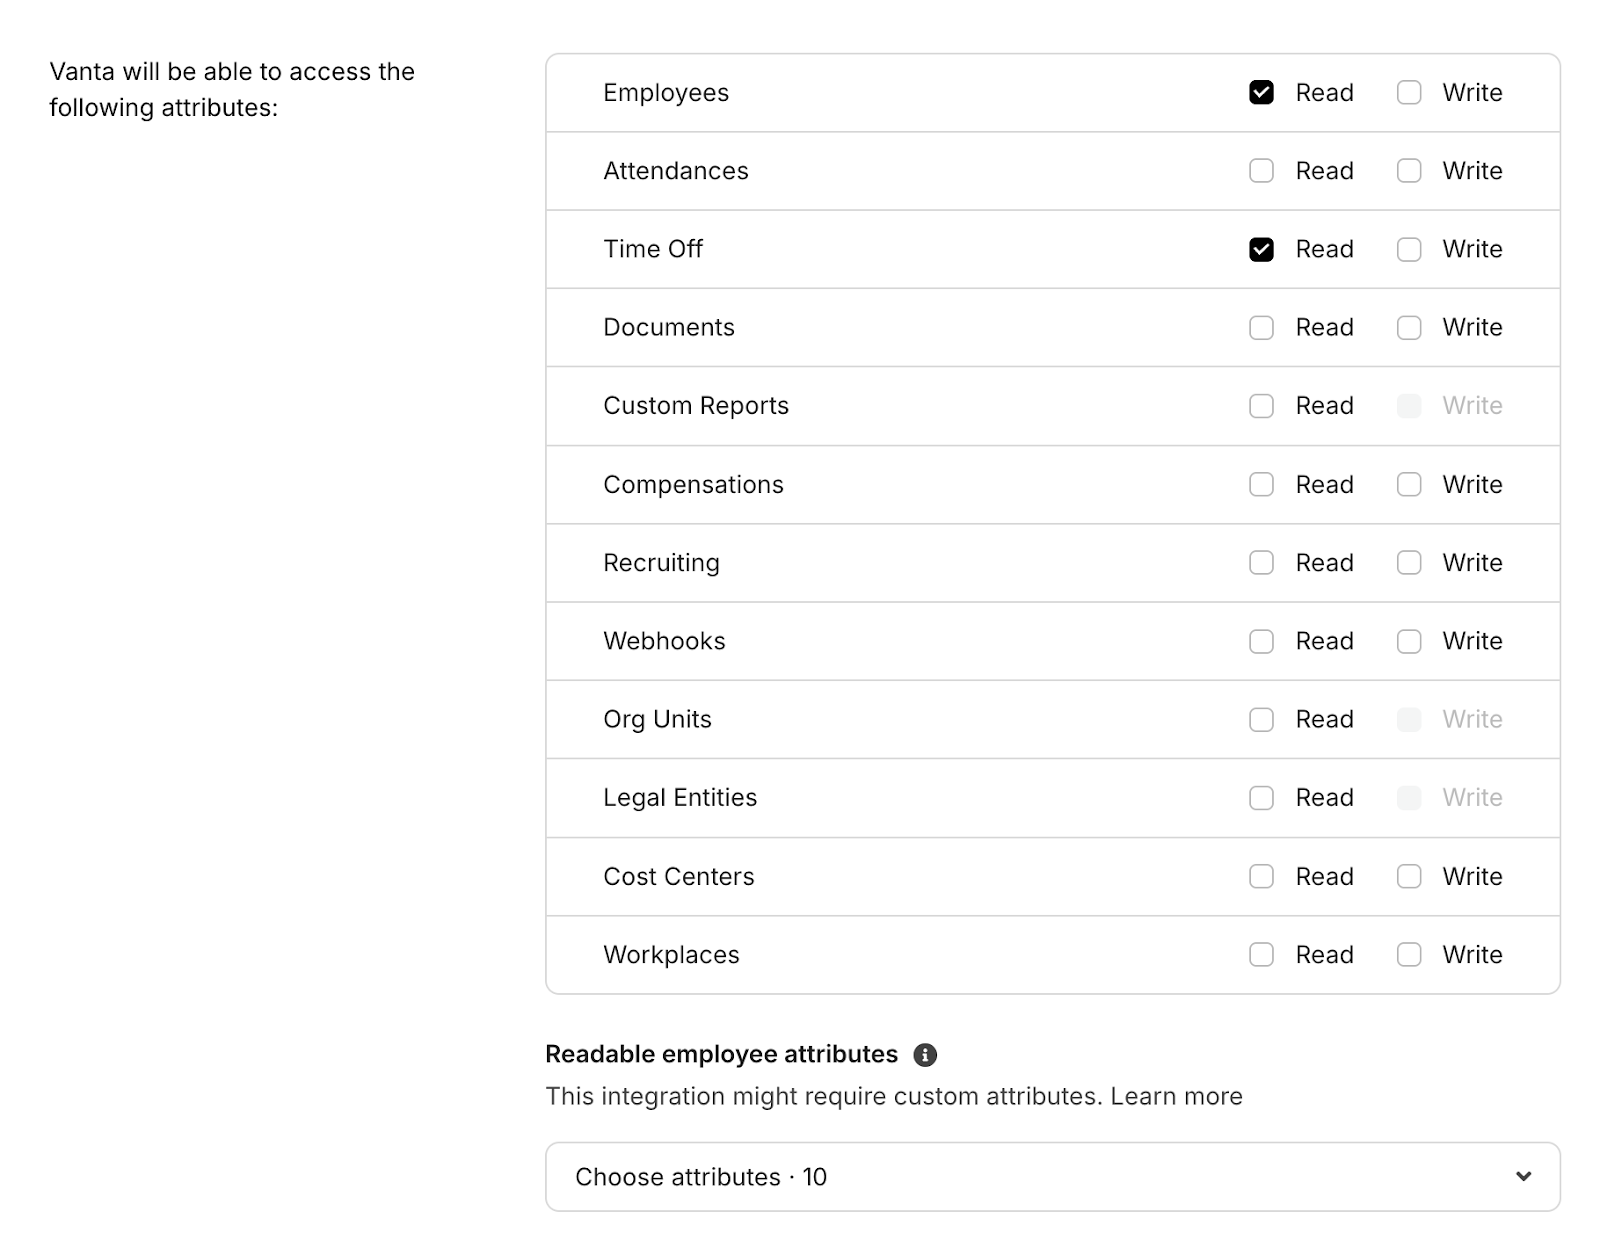 Vanta will be able to access the
following attributes:
Employees Read Write
Attendances Read Write
Time Off Read Write
Documents Read Write
Custom Reports Read Write
Compensations Read Write
Recruiting Read Write
Webhooks Read Write
Org Units Read Write
Legal Entities Read Write
Cost Centers Read Write
Workplaces Read Write
Readable employee attributes
This integration might require custom attributes. Learn more
Choose attributes · 10